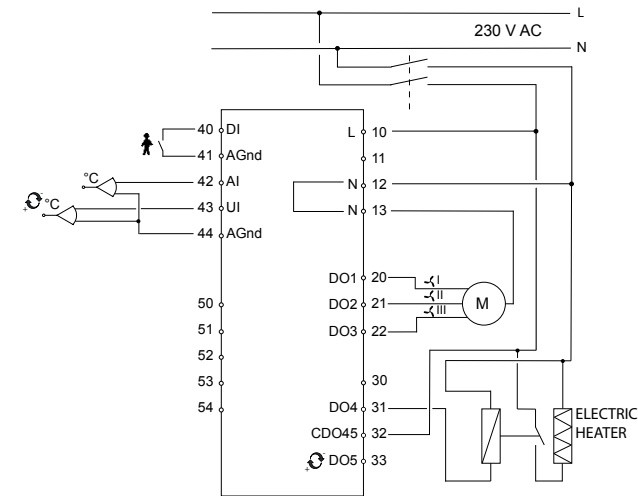 L
230 V AC
N
40 DI
L 10
41 AGnd
11
°C
42 AI
N 12
°C
43 UI
N 13
44 AGnd
DO1 20
I
50
DO2 21
II
M
51
DO3 22
III
52
53
30
54
DO4 31
ELECTRIC
HEATER
CDO45 32
DO5 33